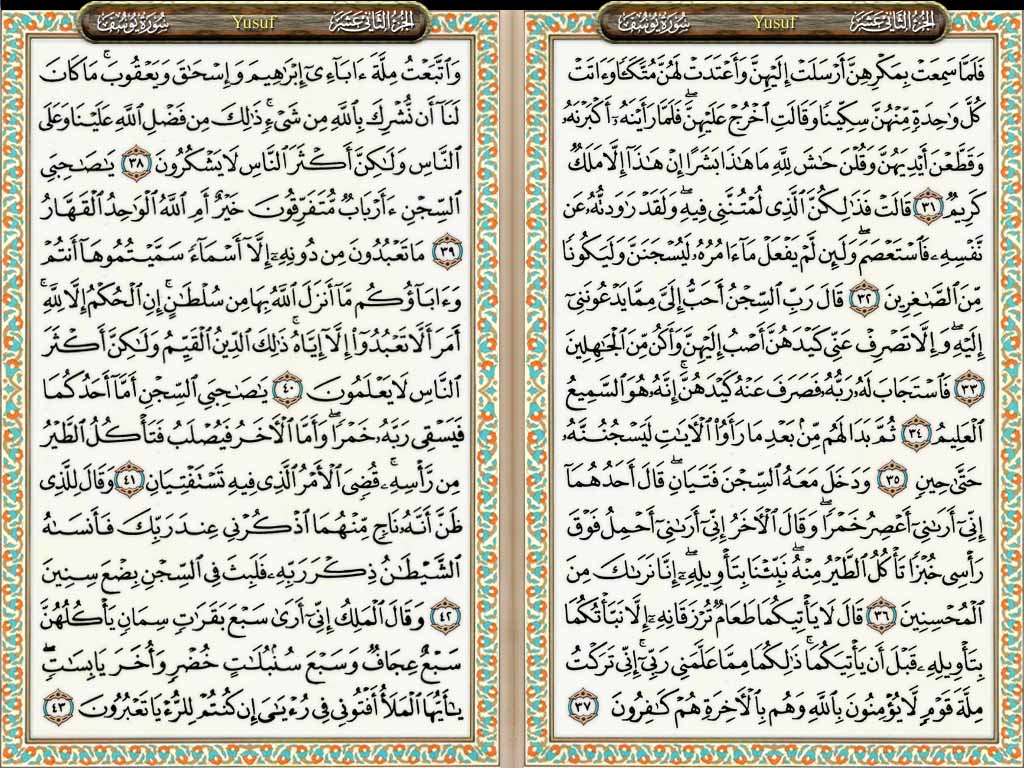 الجزء الثاني عشر Yusuf سورة يوسف
فَلَمَّا سَمِعَتْ بِمَكْرِهِنَّ أَرْسَلَتْ إِلَيْهِنَّ وَأَعْتَدَتْ لَهُنَّ مُتَّكَـًٔا وَءَاتَتْ
كُلَّ وَٰحِدَةٍ مِّنْهُنَّ سِكِّينًا وَقَالَتِ ٱخْرُجْ عَلَيْهِنَّ ۖ فَلَمَّا رَأَيْنَهُۥٓ أَكْبَرْنَهُۥ
وَقَطَّعْنَ أَيْدِيَهُنَّ وَقُلْنَ حَٰشَ لِلَّهِ مَا هَٰذَا بَشَرًا إِنْ هَٰذَآ إِلَّا مَلَكٌ
كَرِيمٌ ٣١ قَالَتْ فَذَٰلِكُنَّ ٱلَّذِى لُمْتُنَّنِى فِيهِ ۖ وَلَقَدْ رَٰوَدتُّهُۥ عَن
نَّفْسِهِۦ فَٱسْتَعْصَمَ ۖ وَلَئِن لَّمْ يَفْعَلْ مَآ ءَامُرُهُۥ لَيُسْجَنَنَّ وَلَيَكُونًا
مِّنَ ٱلصَّٰغِرِينَ ٣٢ قَالَ رَبِّ ٱلسِّجْنُ أَحَبُّ إِلَىَّ مِمَّا يَدْعُونَنِىٓ
إِلَيْهِ ۖ وَإِلَّا تَصْرِفْ عَنِّى كَيْدَهُنَّ أَصْبُ إِلَيْهِنَّ وَأَكُن مِّنَ ٱلْجَٰهِلِينَ
٣٣ فَٱسْتَجَابَ لَهُۥ رَبُّهُۥ فَصَرَفَ عَنْهُ كَيْدَهُنَّ ۚ إِنَّهُۥ هُوَ ٱلسَّمِيعُ
ٱلْعَلِيمُ ٣٤ ثُمَّ بَدَا لَهُم مِّنۢ بَعْدِ مَا رَأَوُا۟ ٱلْءَايَٰتِ لَيَسْجُنُنَّهُۥ
حَتَّىٰ حِينٍ ٣٥ وَدَخَلَ مَعَهُ ٱلسِّجْنَ فَتَيَانِ ۖ قَالَ أَحَدُهُمَآ
إِنِّىٓ أَرَىٰنِىٓ أَعْصِرُ خَمْرًا ۖ وَقَالَ ٱلْءَاخَرُ إِنِّىٓ أَرَىٰنِىٓ أَحْمِلُ فَوْقَ
رَأْسِى خُبْزًا تَأْكُلُ ٱلطَّيْرُ مِنْهُ ۖ نَبِّئْنَا بِتَأْوِيلِهِۦٓ ۖ إِنَّا نَرَىٰكَ مِنَ
ٱلْمُحْسِنِينَ ٣٦ قَالَ لَا يَأْتِيكُمَا طَعَامٌ تُرْزَقَانِهِۦٓ إِلَّا نَبَّأْتُكُمَا
بِتَأْوِيلِهِۦ قَبْلَ أَن يَأْتِيَكُمَا ۚ ذَٰلِكُمَا مِمَّا عَلَّمَنِى رَبِّىٓ ۚ إِنِّى تَرَكْتُ
مِلَّةَ قَوْمٍ لَّا يُؤْمِنُونَ بِٱللَّهِ وَهُم بِٱلْءَاخِرَةِ هُمْ كَٰفِرُونَ ٣٧
الجزء الثاني عشر Yusuf سورة يوسف
وَٱتَّبَعْتُ مِلَّةَ ءَابَآءِىٓ إِبْرَٰهِيمَ وَإِسْحَٰقَ وَيَعْقُوبَ ۚ مَا كَانَ
لَنَآ أَن نُّشْرِكَ بِٱللَّهِ مِن شَىْءٍ ۚ ذَٰلِكَ مِن فَضْلِ ٱللَّهِ عَلَيْنَا وَعَلَى
ٱلنَّاسِ وَلَٰكِنَّ أَكْثَرَ ٱلنَّاسِ لَا يَشْكُرُونَ ٣٨ يَٰصَٰحِبَىِ
ٱلسِّجْنِ ءَأَرْبَابٌ مُّتَفَرِّقُونَ خَيْرٌ أَمِ ٱللَّهُ ٱلْوَٰحِدُ ٱلْقَهَّارُ
٣٩ مَا تَعْبُدُونَ مِن دُونِهِۦٓ إِلَّآ أَسْمَآءً سَمَّيْتُمُوهَآ أَنتُمْ
وَءَابَآؤُكُم مَّآ أَنزَلَ ٱللَّهُ بِهَا مِن سُلْطَٰنٍ ۚ إِنِ ٱلْحُكْمُ إِلَّا لِلَّهِ ۚ
أَمَرَ أَلَّا تَعْبُدُوٓا۟ إِلَّآ إِيَّاهُ ۚ ذَٰلِكَ ٱلدِّينُ ٱلْقَيِّمُ وَلَٰكِنَّ أَكْثَرَ
ٱلنَّاسِ لَا يَعْلَمُونَ ٤٠ يَٰصَٰحِبَىِ ٱلسِّجْنِ أَمَّآ أَحَدُكُمَا
فَيَسْقِى رَبَّهُۥ خَمْرًا ۖ وَأَمَّا ٱلْءَاخَرُ فَيُصْلَبُ فَتَأْكُلُ ٱلطَّيْرُ
مِن رَّأْسِهِۦ ۚ قُضِىَ ٱلْأَمْرُ ٱلَّذِى فِيهِ تَسْتَفْتِيَانِ ٤١ وَقَالَ لِلَّذِى
ظَنَّ أَنَّهُۥ نَاجٍ مِّنْهُمَا ٱذْكُرْنِى عِندَ رَبِّكَ فَأَنسَىٰهُ
ٱلشَّيْطَٰنُ ذِكْرَ رَبِّهِۦ فَلَبِثَ فِى ٱلسِّجْنِ بِضْعَ سِنِينَ
٤٢ وَقَالَ ٱلْمَلِكُ إِنِّىٓ أَرَىٰ سَبْعَ بَقَرَٰتٍ سِمَانٍ يَأْكُلُهُنَّ
سَبْعٌ عِجَافٌ وَسَبْعَ سُنۢبُلَٰتٍ خُضْرٍ وَأُخَرَ يَابِسَٰتٍ ۖ
يَٰٓأَيُّهَا ٱلْمَلَأُ أَفْتُونِى فِى رُءْيَٰىَ إِن كُنتُمْ لِلرُّءْيَا تَعْبُرُونَ ٤٣